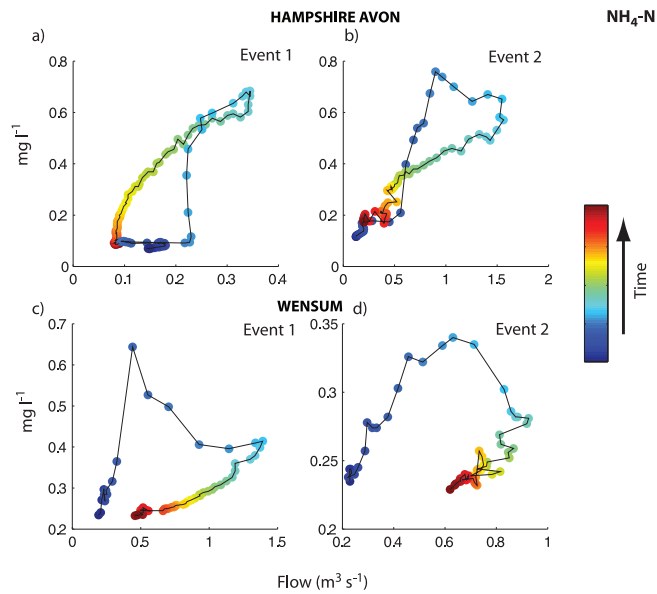 HAMPSHIRE AVON
NH₄-N
a)
Event 1
b)
Event 2
0.8
0.6
0.4
0.2
0
mg l⁻¹
0
0.1
0.2
0.3
0.4
0.8
0.6
0.4
0.2
0
0
0.5
1
1.5
2
Time
WENSUM
c)
Event 1
d)
Event 2
0.7
0.6
0.5
0.4
0.3
0.2
mg l⁻¹
0
0.5
1
1.5
0.35
0.3
0.25
0.2
0.2
0.4
0.6
0.8
1
Flow (m³ s⁻¹)